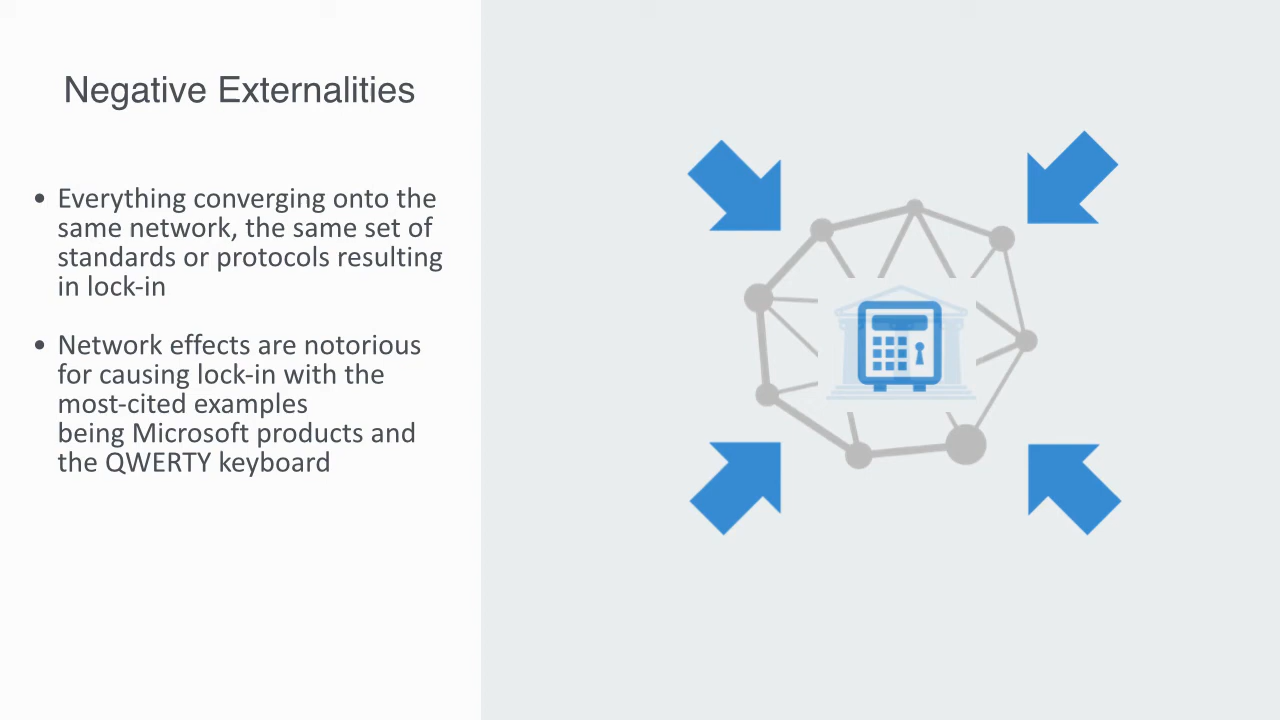 Negative Externalities
• Everything converging onto the
same network, the same set of
standards or protocols resulting
in lock-in
• Network effects are notorious
for causing lock-in with the
most-cited examples
being Microsoft products and
the QWERTY keyboard